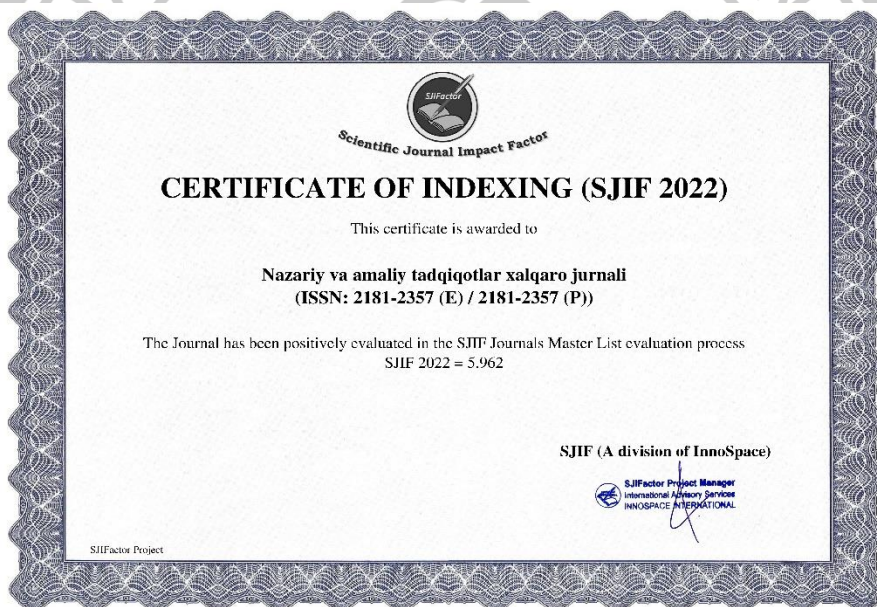 SJIFactor
Scientific Journal Impact Factor
CERTIFICATE OF INDEXING (SJIF 2022)
This certificate is awarded to
Nazariy va amaliy tadqiqotlar xalqaro jurnali
(ISSN: 2181-2357 (E) / 2181-2357 (P))
The Journal has been positively evaluated in the SJIF Journals Master List evaluation process
SJIF 2022 = 5.962
SJIF (A division of InnoSpace)
SJIFactor Project Manager
International Advisory Services
INNOSPACE INTERNATIONAL
SJIFactor Project